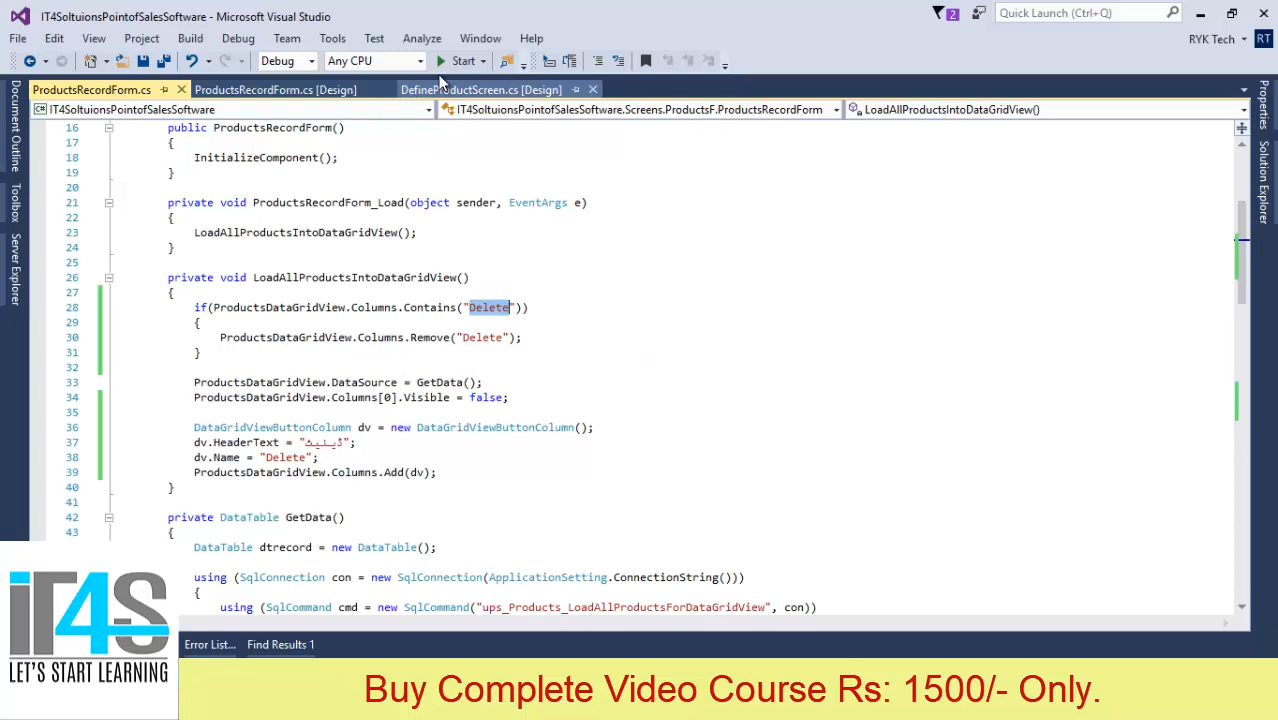 IT4SoltuionsPointofSalesSoftware - Microsoft Visual Studio
2
Quick Launch (Ctrl+Q)
File Edit View Project Build Debug Team Tools Test Analyze Window Help
RYK Tech RT
Debug Any CPU Start
ProductsRecordForm.cs ProductsRecordForm.cs [Design] DefineProductScreen.cs [Design]
IT4SoltuionsPointofSalesSoftware IT4SoltuionsPointofSalesSoftware.Screens.ProductsF.ProductsRecordForm LoadAllProductsIntoDataGridView()
Document Outline
Toolbox
Server Explorer
Properties
Solution Explorer
16 public ProductsRecordForm()
17 {
18 InitializeComponent();
19 }
20
21 private void ProductsRecordForm_Load(object sender, EventArgs e)
22 {
23 LoadAllProductsIntoDataGridView();
24 }
25
26 private void LoadAllProductsIntoDataGridView()
27 {
28 if(ProductsDataGridView.Columns.Contains("Delete"))
29 {
30 ProductsDataGridView.Columns.Remove("Delete");
31 }
32
33 ProductsDataGridView.DataSource = GetData();
34 ProductsDataGridView.Columns[0].Visible = false;
35
36 DataGridViewButtonColumn dv = new DataGridViewButtonColumn();
37 dv.HeaderText = "ڈیلیٹ";
38 dv.Name = "Delete";
39 ProductsDataGridView.Columns.Add(dv);
40 }
41
42 private DataTable GetData()
43 {
DataTable dtrecord = new DataTable();
using (SqlConnection con = new SqlConnection(ApplicationSetting.ConnectionString()))
{
using (SqlCommand cmd = new SqlCommand("ups_Products_LoadAllProductsForDataGridView", con))
Error List... Find Results 1
iT4S
LET'S START LEARNING
Buy Complete Video Course Rs: 1500/- Only.